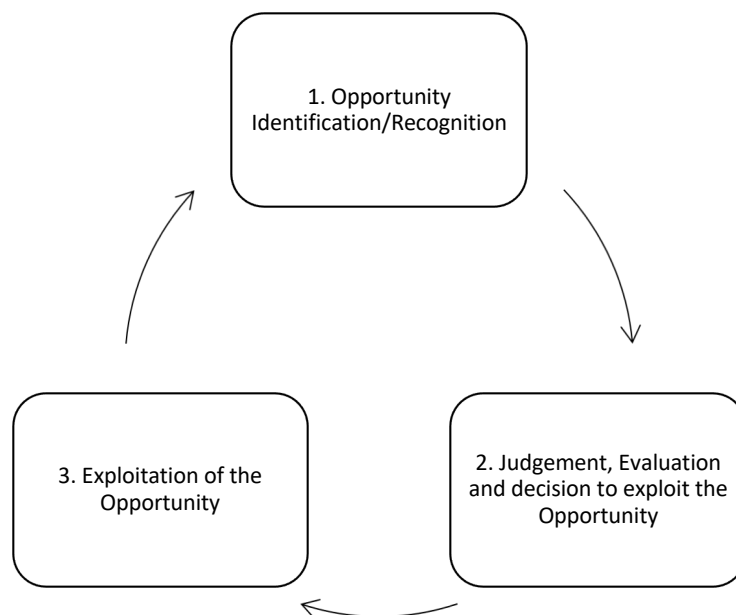 1. Opportunity
Identification/Recognition
2. Judgement, Evaluation
and decision to exploit the
Opportunity
3. Exploitation of the
Opportunity